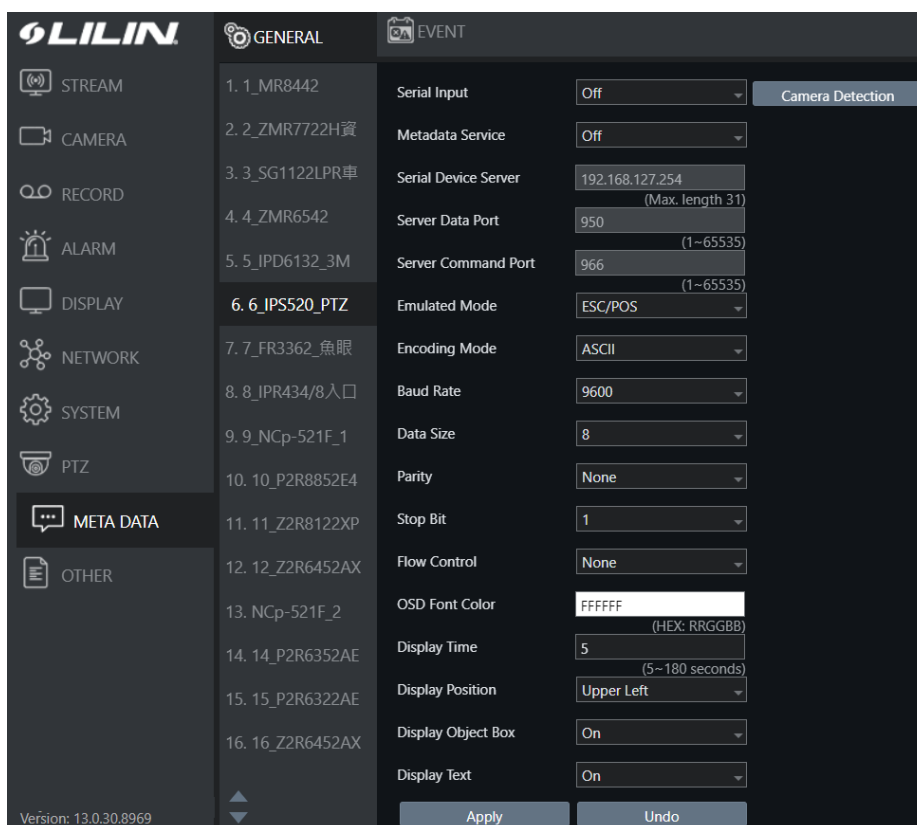 LILIN
GENERAL
EVENT
STREAM
CAMERA
RECORD
ALARM
DISPLAY
NETWORK
SYSTEM
PTZ
META DATA
OTHER
Version: 13.0.30.8969
1. 1_MR8442
2. 2_ZMR7722H資
3. 3_SG1122LPR車
4. 4_ZMR6542
5. 5_IPD6132_3M
6. 6_IPS520_PTZ
7. 7_FR3362_魚眼
8. 8_IPR434/8入口
9. 9_NCp-521F_1
10. 10_P2R8852E4
11. 11_Z2R8122XP
12. 12_Z2R6452AX
13. NCp-521F_2
14. 14_P2R6352AE
15. 15_P2R6322AE
16. 16_Z2R6452AX
Serial Input Off Camera Detection
Metadata Service Off
Serial Device Server 192.168.127.254
(Max. length 31)
Server Data Port 950
(1~65535)
Server Command Port 966
(1~65535)
Emulated Mode ESC/POS
Encoding Mode ASCII
Baud Rate 9600
Data Size 8
Parity None
Stop Bit 1
Flow Control None
OSD Font Color FFFFFF
(HEX: RRGGBB)
Display Time 5
(5~180 seconds)
Display Position Upper Left
Display Object Box On
Display Text On
Apply Undo